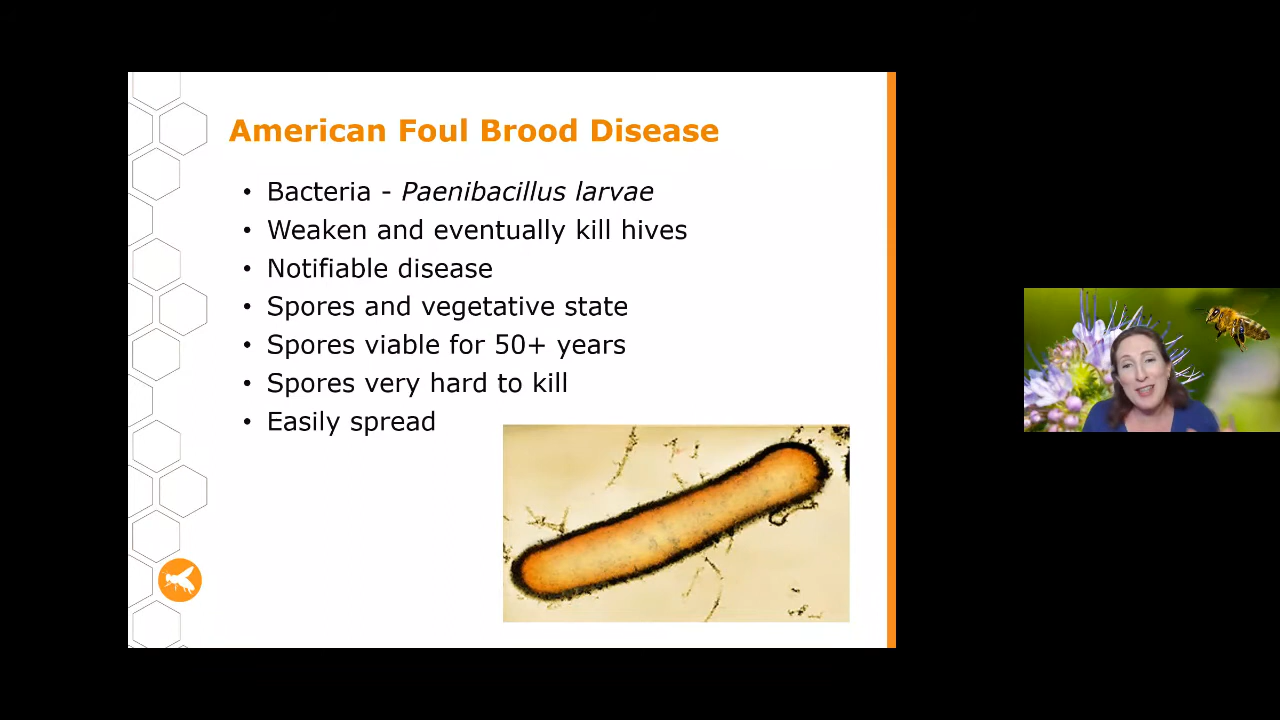 American Foul Brood Disease
• Bacteria - Paenibacillus larvae
• Weaken and eventually kill hives
• Notifiable disease
• Spores and vegetative state
• Spores viable for 50+ years
• Spores very hard to kill
• Easily spread